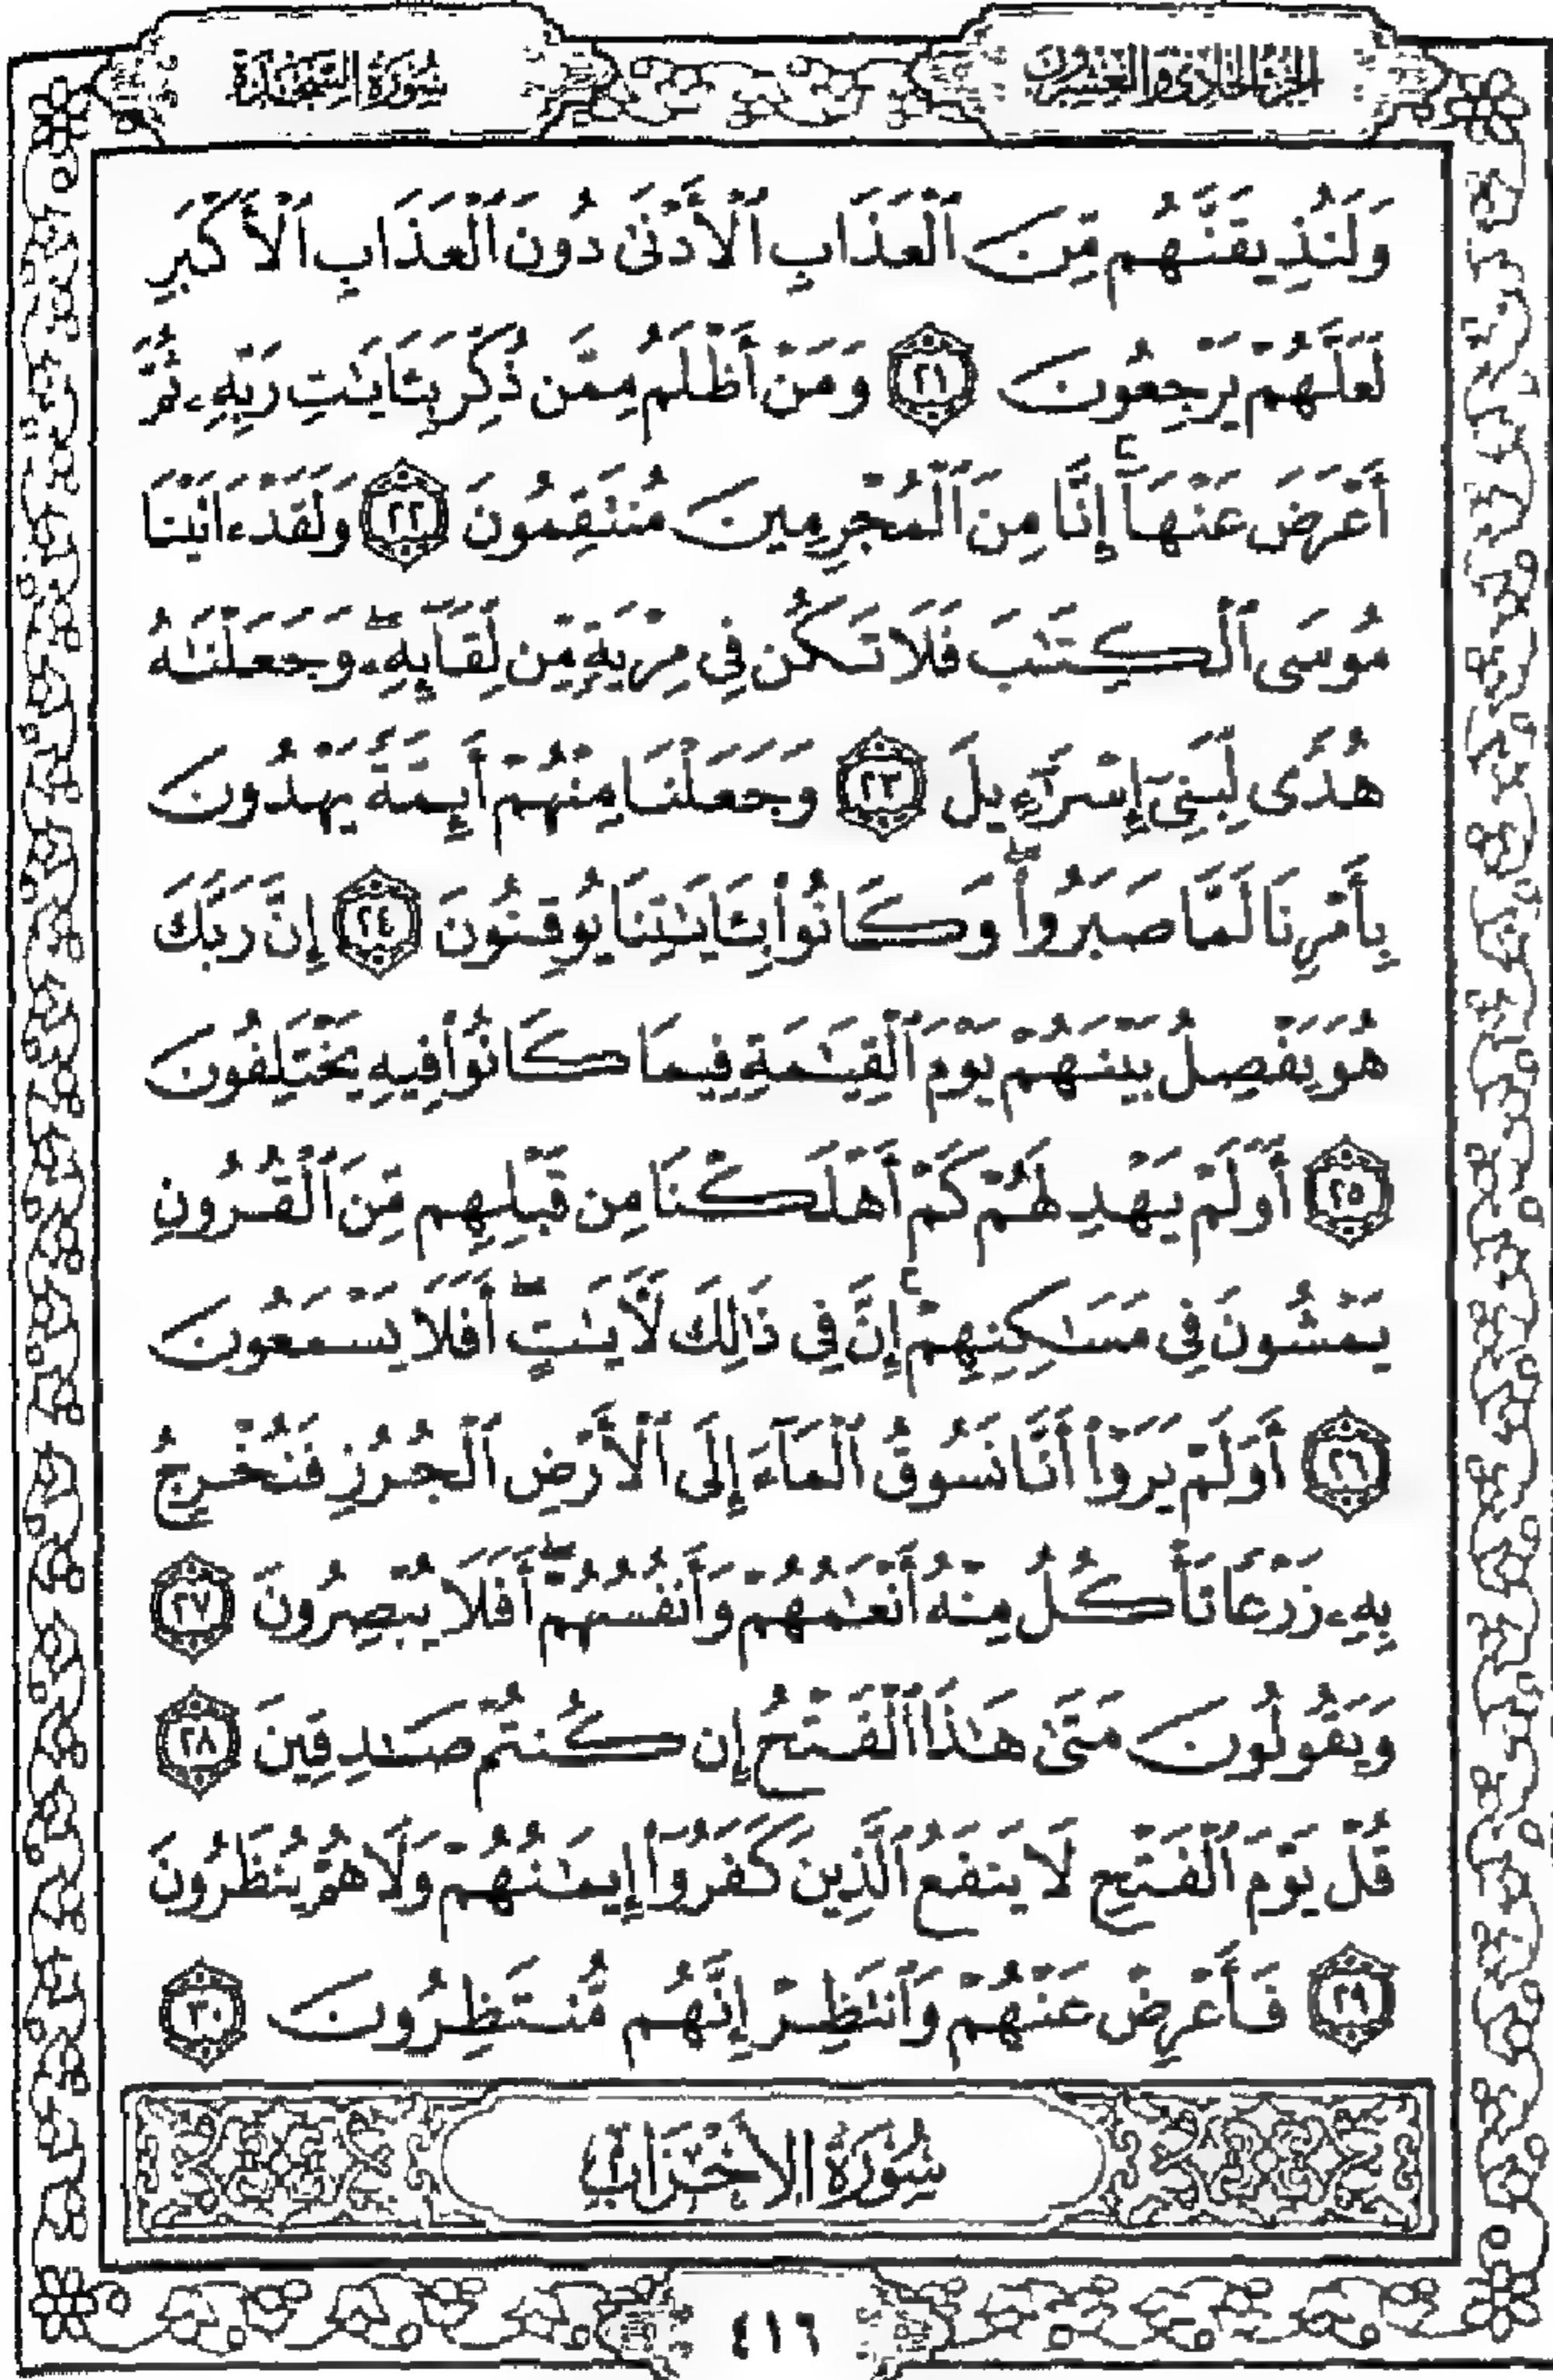 الجزء الحادي والعشرون
سورة السجدة
وَلَنُذِيقَنَّهُم مِّنَ ٱلْعَذَابِ ٱلْأَدْنَىٰ دُونَ ٱلْعَذَابِ ٱلْأَكْبَرِ
لَعَلَّهُمْ يَرْجِعُونَ ٢١ وَمَنْ أَظْلَمُ مِمَّن ذُكِّرَ بِـَٔايَـٰتِ رَبِّهِۦ ثُمَّ
أَعْرَضَ عَنْهَآ ۚ إِنَّا مِنَ ٱلْمُجْرِمِينَ مُنتَقِمُونَ ٢٢ وَلَقَدْ ءَاتَيْنَا
مُوسَى ٱلْكِتَـٰبَ فَلَا تَكُن فِى مِرْيَةٍ مِّن لِّقَآئِهِۦ ۖ وَجَعَلْنَـٰهُ
هُدًى لِّبَنِىٓ إِسْرَٰٓءِيلَ ٢٣ وَجَعَلْنَا مِنْهُمْ أَئِمَّةً يَهْدُونَ
بِأَمْرِنَا لَمَّا صَبَرُوا۟ ۖ وَكَانُوا۟ بِـَٔايَـٰتِنَا يُوقِنُونَ ٢٤ إِنَّ رَبَّكَ
هُوَ يَفْصِلُ بَيْنَهُمْ يَوْمَ ٱلْقِيَـٰمَةِ فِيمَا كَانُوا۟ فِيهِ يَخْتَلِفُونَ
٢٥ أَوَلَمْ يَهْدِ لَهُمْ كَمْ أَهْلَكْنَا مِن قَبْلِهِم مِّنَ ٱلْقُرُونِ
يَمْشُونَ فِى مَسَـٰكِنِهِمْ ۚ إِنَّ فِى ذَٰلِكَ لَـَٔايَـٰتٍ ۖ أَفَلَا يَسْمَعُونَ
٢٦ أَوَلَمْ يَرَوْا۟ أَنَّا نَسُوقُ ٱلْمَآءَ إِلَى ٱلْأَرْضِ ٱلْجُرُزِ فَنُخْرِجُ
بِهِۦ زَرْعًا تَأْكُلُ مِنْهُ أَنْعَـٰمُهُمْ وَأَنفُسُهُمْ ۖ أَفَلَا يُبْصِرُونَ ٢٧
وَيَقُولُونَ مَتَىٰ هَـٰذَا ٱلْفَتْحُ إِن كُنتُمْ صَـٰدِقِينَ ٢٨
قُلْ يَوْمَ ٱلْفَتْحِ لَا يَنفَعُ ٱلَّذِينَ كَفَرُوٓا۟ إِيمَـٰنُهُمْ وَلَا هُمْ يُنظَرُونَ
٢٩ فَأَعْرِضْ عَنْهُمْ وَٱنتَظِرْ إِنَّهُم مُّنتَظِرُونَ ٣٠
سُورَةُ الأَحْزَابِ
٤١٦